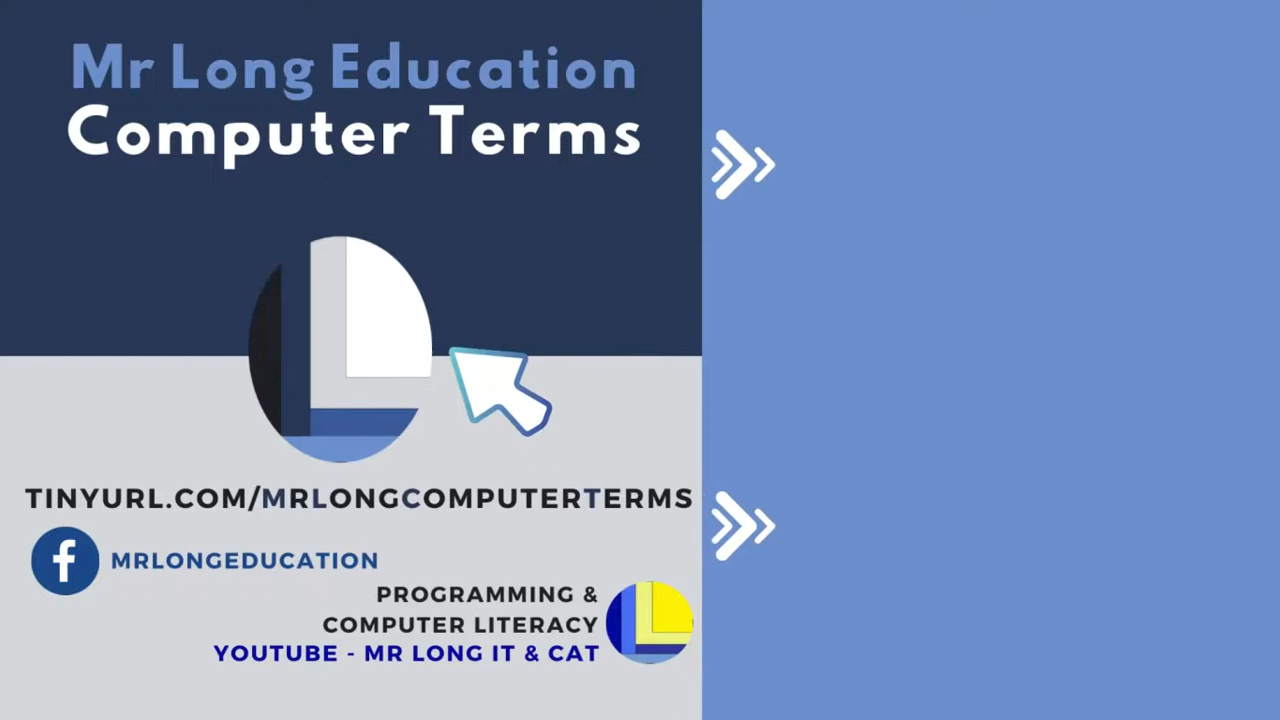 Mr Long Education
Computer Terms
TINYURL.COM/MRLONGCOMPUTERTERMS
MRLONGEDUCATION
PROGRAMMING &
COMPUTER LITERACY
YOUTUBE - MR LONG IT & CAT